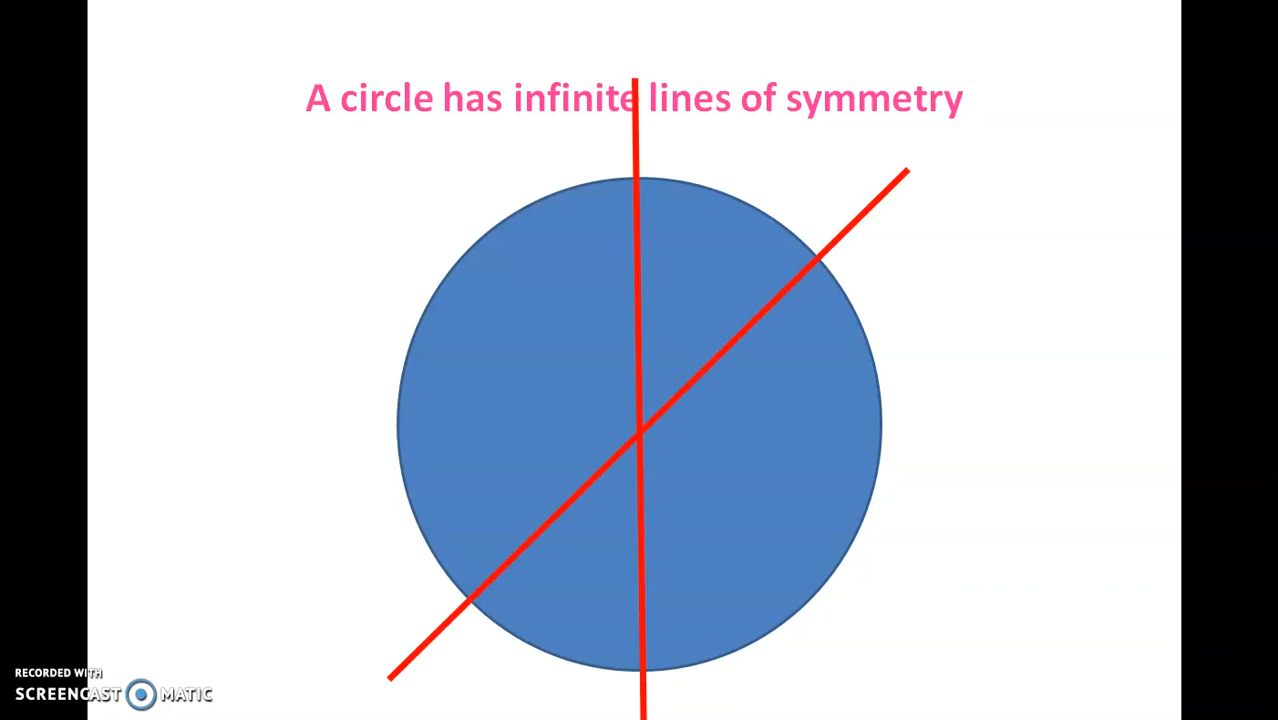 A circle has infinite lines of symmetry
RECORDED WITH
SCREENCAST MATIC